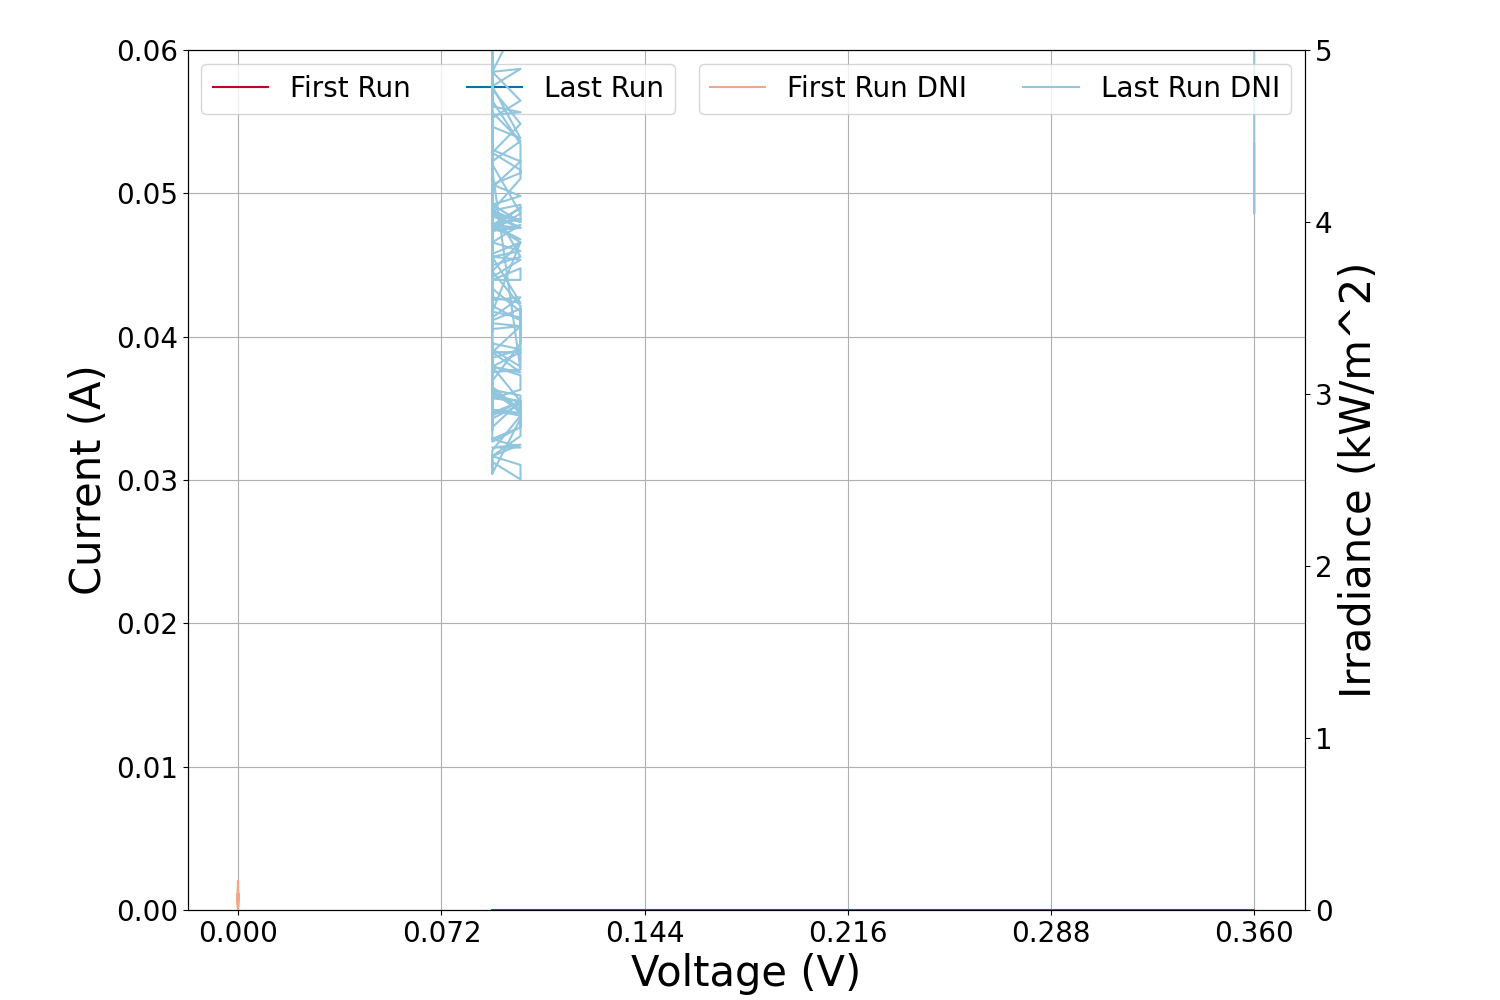 First Run
Last Run
First Run DNI
Last Run DNI
Current (A)
0.06
0.05
0.04
0.03
0.02
0.01
0.00
5
4
3
2
1
0
Irradiance (kW/m^2)
0.000
0.072
0.144
0.216
0.288
0.360
Voltage (V)